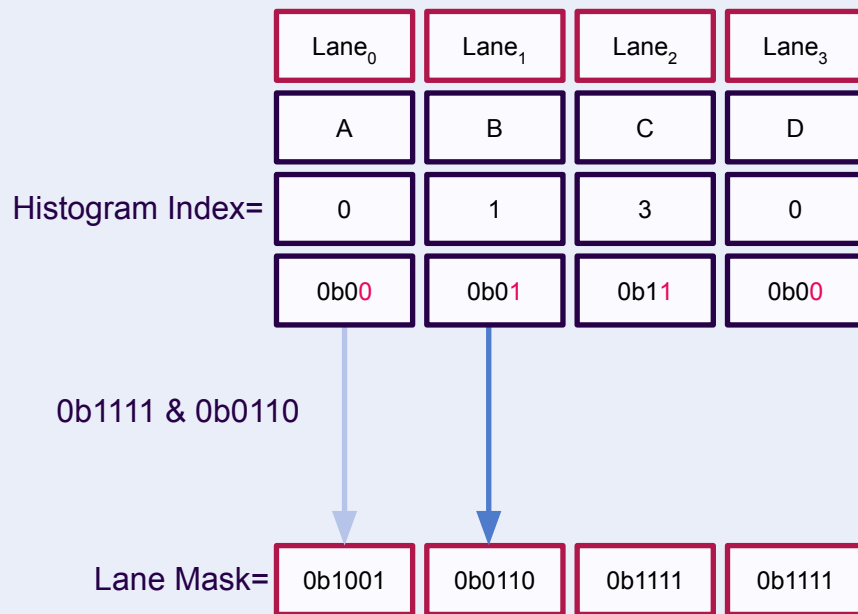 Lane₀ Lane₁ Lane₂ Lane₃
A B C D
Histogram Index= 0 1 3 0
0b00 0b01 0b11 0b00
0b1111 & 0b0110
Lane Mask= 0b1001 0b0110 0b1111 0b1111